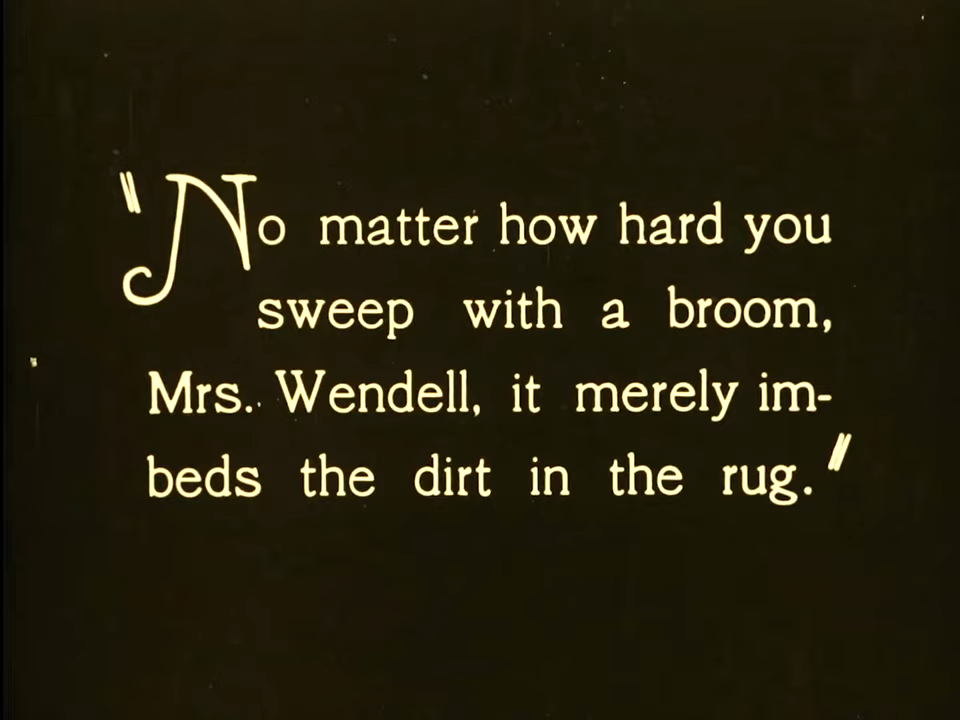 "No matter how hard you
sweep with a broom,
Mrs. Wendell, it merely im-
beds the dirt in the rug."